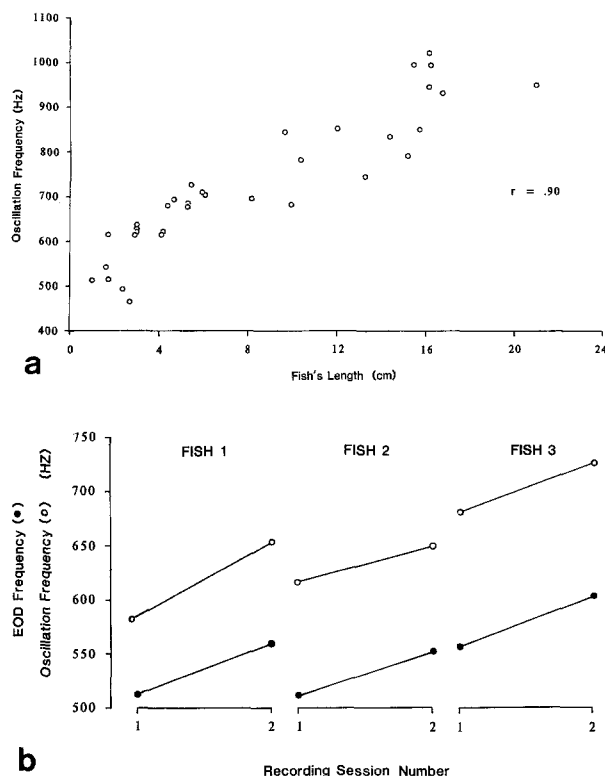 1100
1000
900
800
700
600
500
400
Oscillation Frequency (Hz)
r = .90
0 4 8 12 16 20 24
Fish's Length (cm)
a
750
700
650
600
550
500
EOD Frequency (●)
Oscillation Frequency (○) (HZ)
FISH 1 FISH 2 FISH 3
1 2 1 2 1 2
Recording Session Number
b